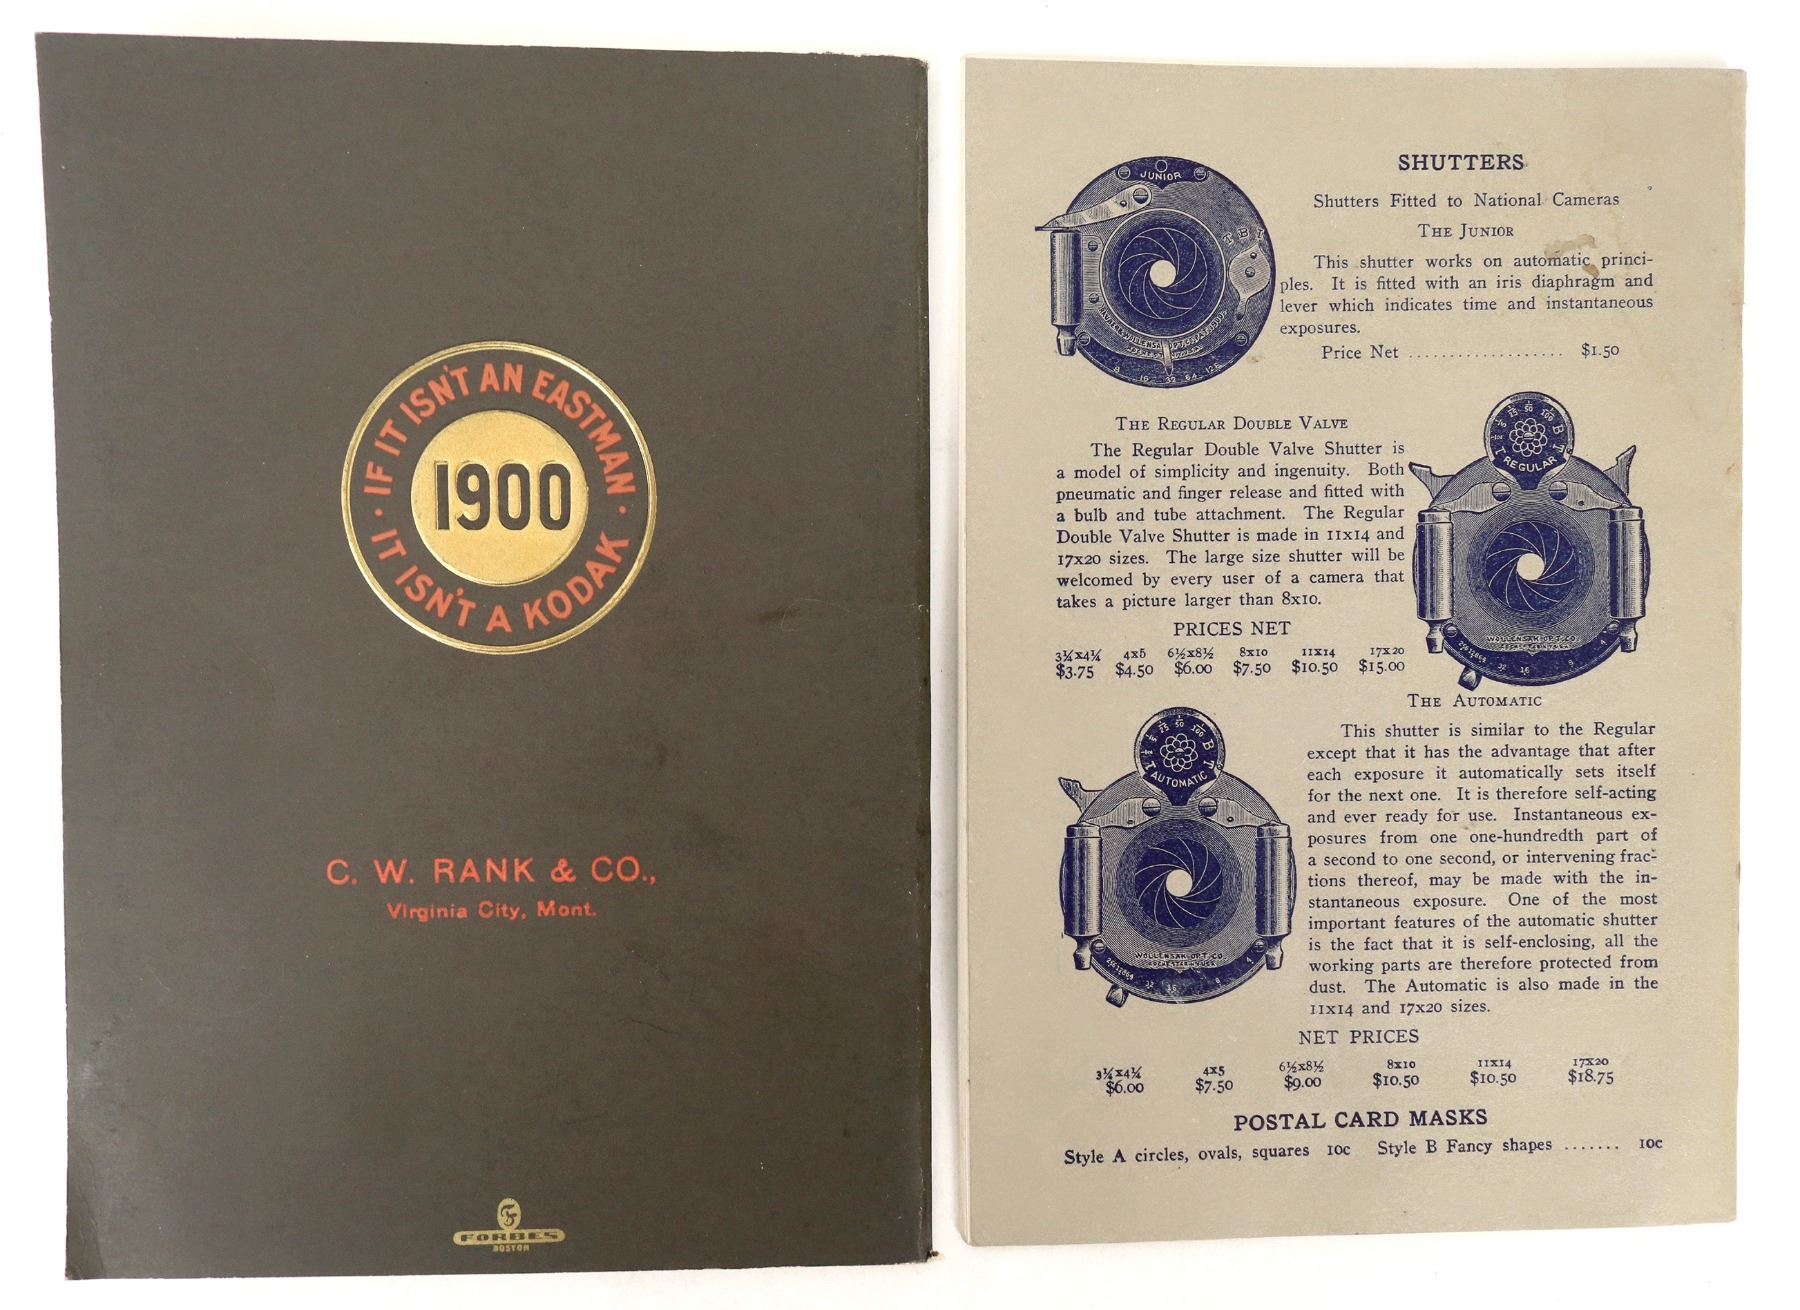 IF IT ISN'T AN EASTMAN
· IT ISN'T A KODAK ·
1900
C. W. RANK & CO.,
Virginia City, Mont.
FORBES
BOSTON
SHUTTERS
Shutters Fitted to National Cameras
THE JUNIOR
This shutter works on automatic princi-
ples. It is fitted with an iris diaphragm and
lever which indicates time and instantaneous
exposures.
Price Net ................... $1.50
JUNIOR
T B I
8 16 32 64 128
THE REGULAR DOUBLE VALVE
The Regular Double Valve Shutter is
a model of simplicity and ingenuity. Both
pneumatic and finger release and fitted with
a bulb and tube attachment. The Regular
Double Valve Shutter is made in 11x14 and
17x20 sizes. The large size shutter will be
welcomed by every user of a camera that
takes a picture larger than 8x10.
PRICES NET
3¼x4¼ 4x5 6½x8½ 8x10 11x14 17x20
$3.75 $4.50 $6.00 $7.50 $10.50 $15.00
REGULAR
WOLLENSAK OPT. CO.
THE AUTOMATIC
This shutter is similar to the Regular
except that it has the advantage that after
each exposure it automatically sets itself
for the next one. It is therefore self-acting
and ever ready for use. Instantaneous ex-
posures from one one-hundredth part of
a second to one second, or intervening frac-
tions thereof, may be made with the in-
stantaneous exposure. One of the most
important features of the automatic shutter
is the fact that it is self-enclosing, all the
working parts are therefore protected from
dust. The Automatic is also made in the
11x14 and 17x20 sizes.
AUTOMATIC
WOLLENSAK OPT. CO.
NET PRICES
3¼x4¼ 4x5 6½x8½ 8x10 11x14 17x20
$6.00 $7.50 $9.00 $10.50 $10.50 $18.75
POSTAL CARD MASKS
Style A circles, ovals, squares 10c Style B Fancy shapes ....... 10c